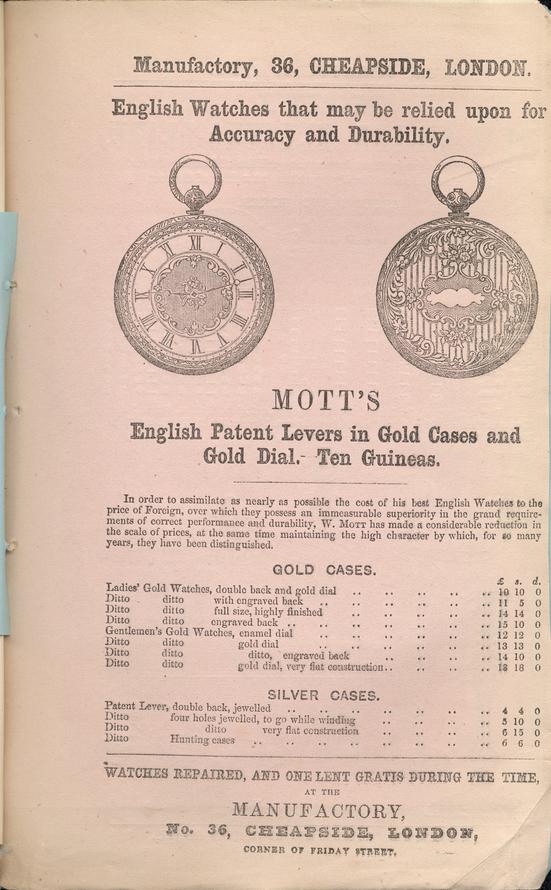 Manufactory, 36, CHEAPSIDE, LONDON.
English Watches that may be relied upon for
Accuracy and Durability.
MOTT'S
English Patent Levers in Gold Cases and
Gold Dial.- Ten Guineas.
In order to assimilate as nearly as possible the cost of his best English Watches to the
price of Foreign, over which they possess an immeasurable superiority in the grand require-
ments of correct performance and durability, W. MOTT has made a considerable reduction in
the scale of prices, at the same time maintaining the high character by which, for so many
years, they have been distinguished.
GOLD CASES.
£ s. d.
Ladies' Gold Watches, double back and gold dial .. .. .. .. .. 10 10 0
Ditto ditto with engraved back .. .. .. .. .. .. 11 5 0
Ditto ditto full size, highly finished .. .. .. .. .. 14 14 0
Ditto ditto engraved back .. .. .. .. .. .. 15 10 0
Gentlemen's Gold Watches, enamel dial .. .. .. .. .. 12 12 0
Ditto ditto gold dial .. .. .. .. .. 13 13 0
Ditto ditto ditto, engraved back .. .. .. 14 10 0
Ditto ditto gold dial, very flat construction .. .. .. .. 18 18 0
SILVER CASES.
Patent Lever, double back, jewelled .. .. .. .. .. .. 4 4 0
Ditto four holes jewelled, to go while winding .. .. .. .. 5 10 0
Ditto ditto very flat construction .. .. .. .. 6 15 0
Ditto Hunting cases .. .. .. .. .. .. .. 6 6 0
WATCHES REPAIRED, AND ONE LENT GRATIS DURING THE TIME,
AT THE
MANUFACTORY,
No. 36, CHEAPSIDE, LONDON,
CORNER OF FRIDAY STREET.